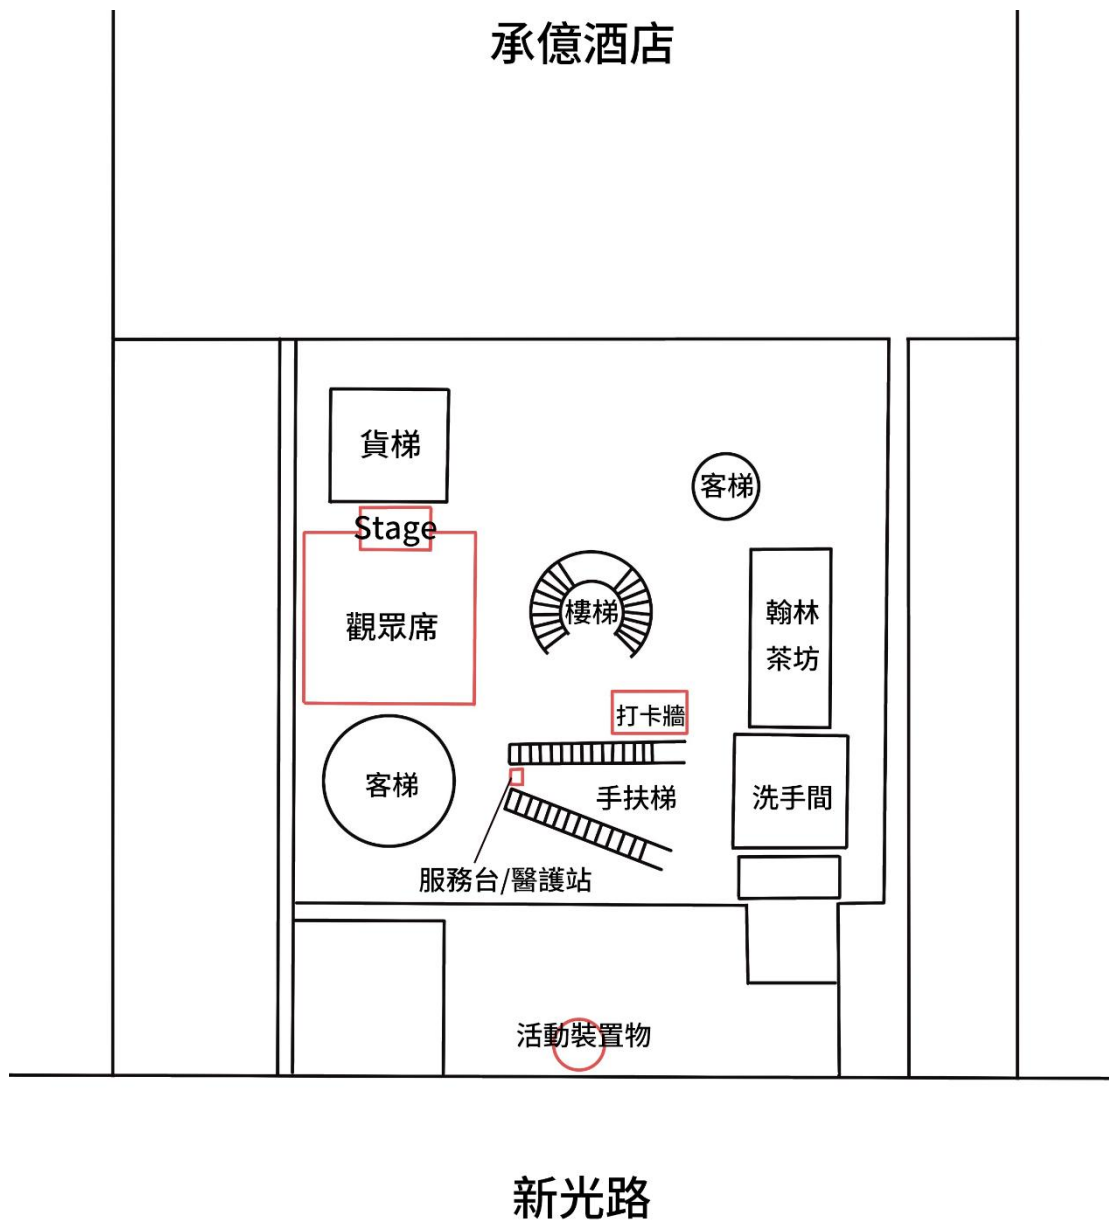 承億酒店
貨梯
客梯
Stage
觀眾席
樓梯
翰林
茶坊
打卡牆
客梯
手扶梯
洗手間
服務台/醫護站
活動裝置物
新光路